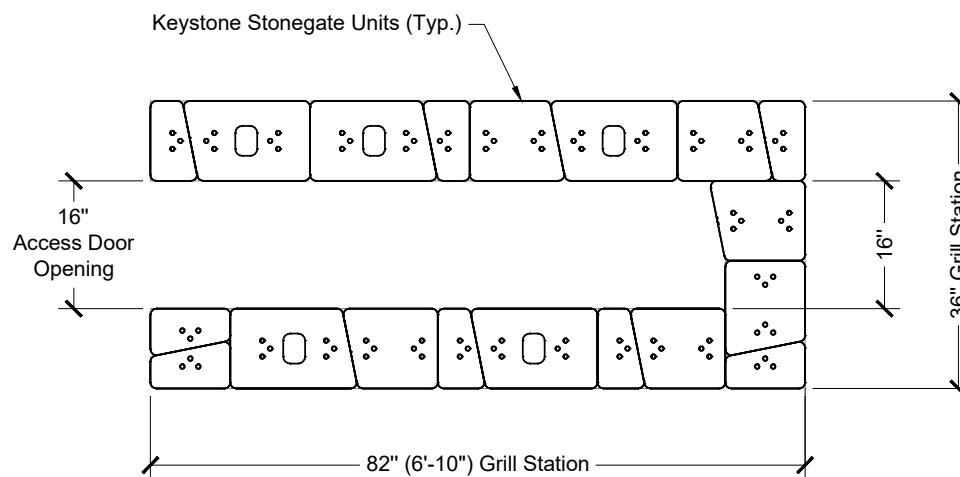 Keystone Stonegate Units (Typ.)
16"
Access Door
Opening
16"
36" Grill Station
82" (6'-10") Grill Station